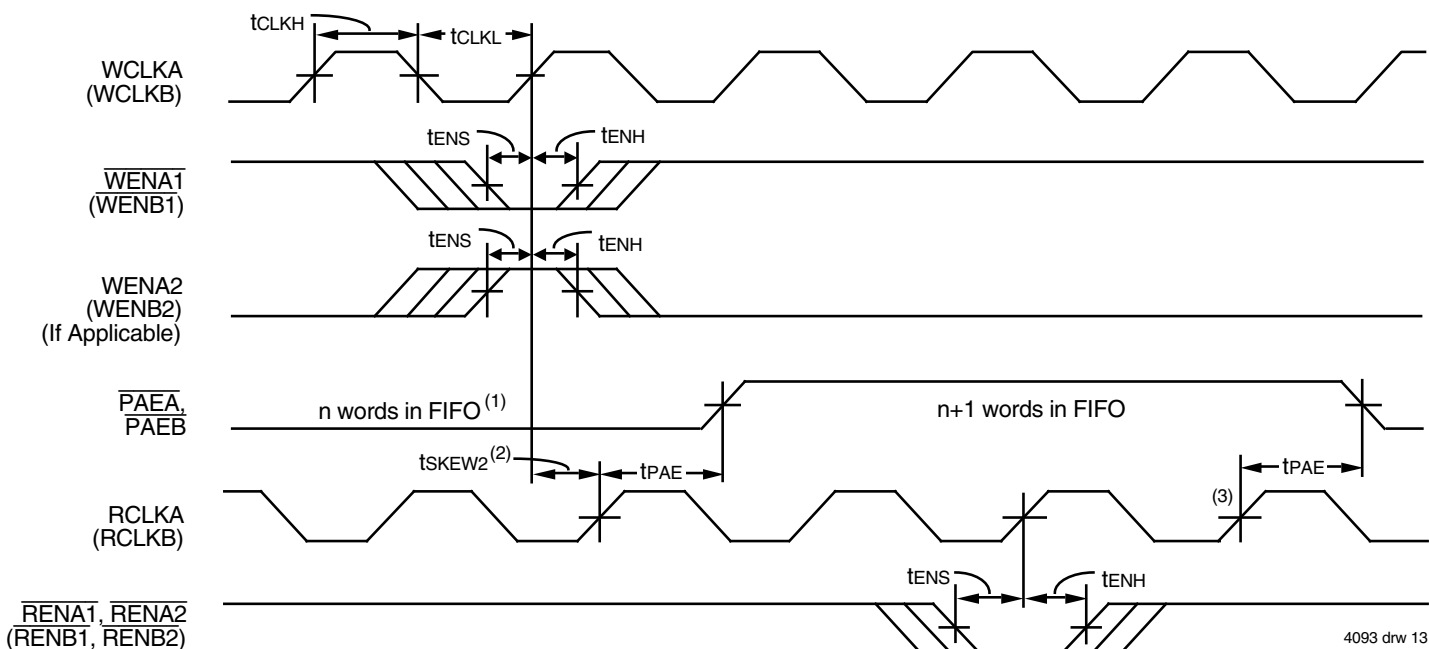 tCLKH
tCLKL
WCLKA
(WCLKB)
tENS
tENH
WENA1
(WENB1)
tENS
tENH
WENA2
(WENB2)
(If Applicable)
PAEA,
PAEB
n words in FIFO (1)
n+1 words in FIFO
tSKEW2 (2)
tPAE
tPAE
RCLKA
(RCLKB)
(3)
tENS
tENH
RENA1, RENA2
(RENB1, RENB2)
4093 drw 13